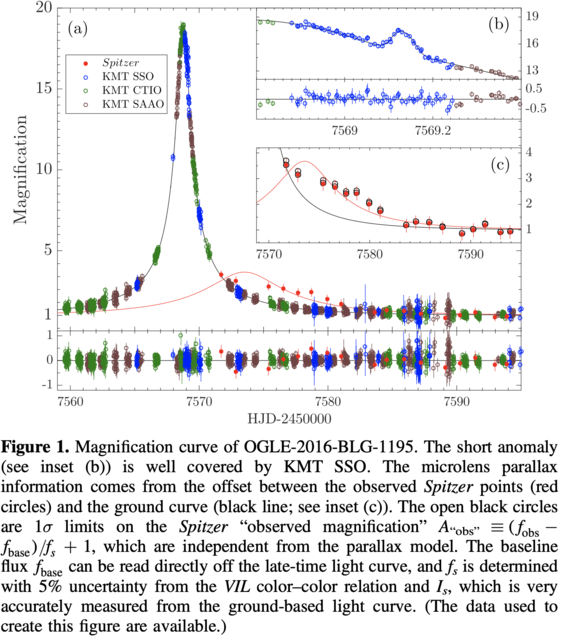 20
(a)
Spitzer
KMT SSO
KMT CTIO
KMT SAAO
15
10
5
1
Magnification
(b)
19
16
13
0.5
-0.5
7569
7569.2
(c)
4
3
2
1
7570
7580
7590
1
0
-1
7560
7570
7580
7590
HJD-2450000
Figure 1. Magnification curve of OGLE-2016-BLG-1195. The short anomaly
(see inset (b)) is well covered by KMT SSO. The microlens parallax
information comes from the offset between the observed Spitzer points (red
circles) and the ground curve (black line; see inset (c)). The open black circles
are 1σ limits on the Spitzer “observed magnification” A“obs” ≡ (fobs −
fbase)/fs + 1, which are independent from the parallax model. The baseline
flux fbase can be read directly off the late-time light curve, and fs is determined
with 5% uncertainty from the VIL color–color relation and Is, which is very
accurately measured from the ground-based light curve. (The data used to
create this figure are available.)